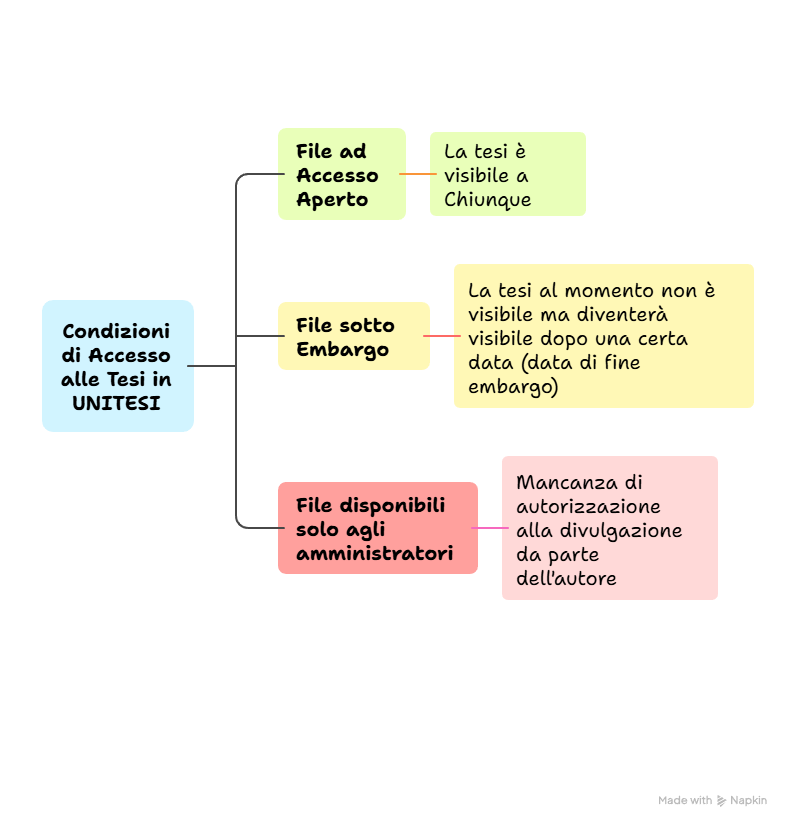 File ad
Accesso
Aperto
La tesi è
visibile a
Chiunque
Condizioni
di Accesso
alle Tesi in
UNITESI
File sotto
Embargo
La tesi al momento non è
visibile ma diventerà
visibile dopo una certa
data (data di fine
embargo)
File disponibili
solo agli
amministratori
Mancanza di
autorizzazione
alla divulgazione
da parte
dell'autore
Made with Napkin